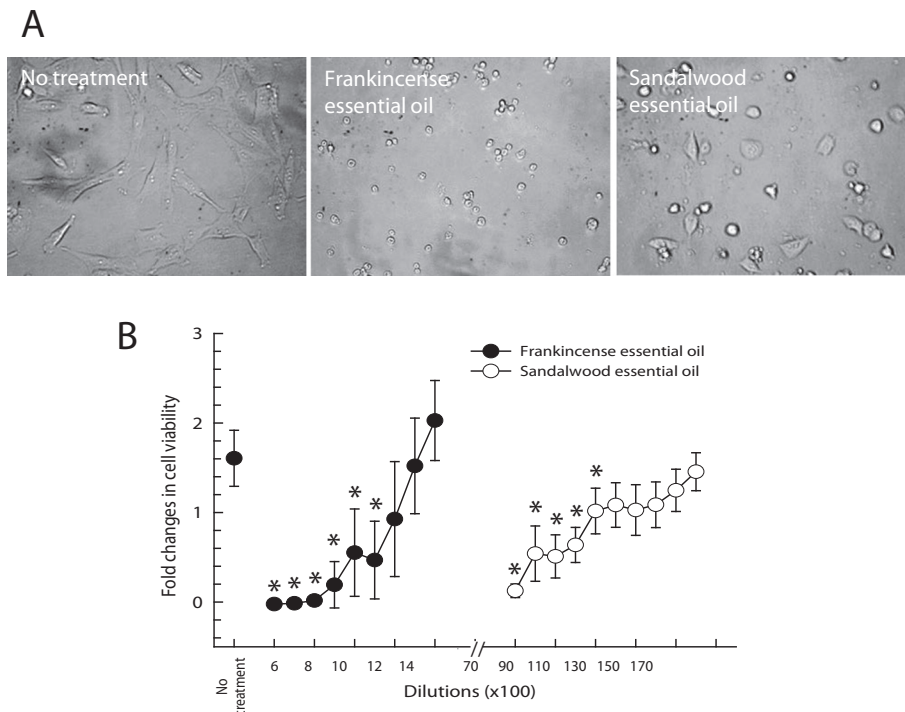 A
No treatment
Frankincense
essential oil
Sandalwood
essential oil
B
Frankincense essential oil
Sandalwood essential oil
Fold changes in cell viability
3
2
1
0
* * * * * * * * * * *
No
treatment
6 8 10 12 14 70 90 110 130 150 170
Dilutions (x100)